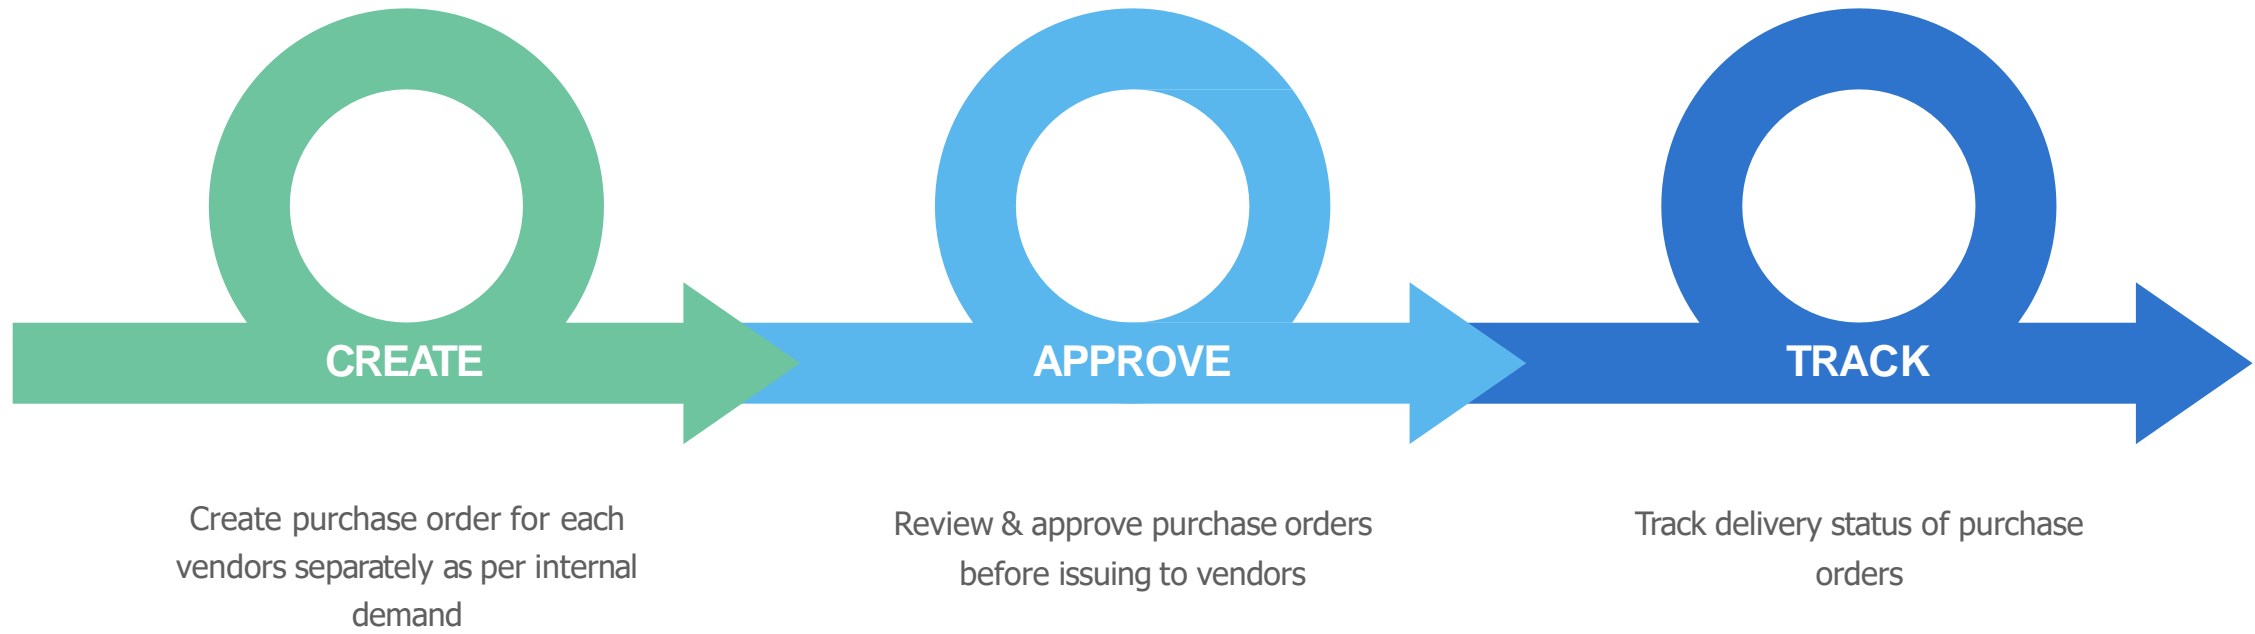 CREATE
APPROVE
TRACK
Create purchase order for each
vendors separately as per internal
demand
Review & approve purchase orders
before issuing to vendors
Track delivery status of purchase
orders